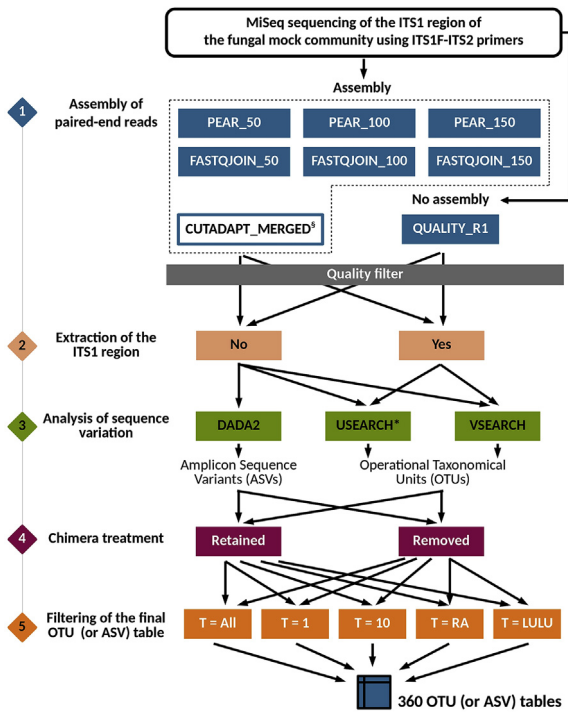 MiSeq sequencing of the ITS1 region of
the fungal mock community using ITS1F-ITS2 primers
Assembly
1
Assembly of
paired-end reads
PEAR_50
PEAR_100
PEAR_150
FASTQJOIN_50
FASTQJOIN_100
FASTQJOIN_150
No assembly
CUTADAPT_MERGED§
QUALITY_R1
Quality filter
2
Extraction of the
ITS1 region
No
Yes
3
Analysis of sequence
variation
DADA2
USEARCH*
VSEARCH
Amplicon Sequence
Variants (ASVs)
Operational Taxonomical
Units (OTUs)
4
Chimera treatment
Retained
Removed
5
Filtering of the final
OTU (or ASV) table
T = All
T = 1
T = 10
T = RA
T = LULU
360 OTU (or ASV) tables